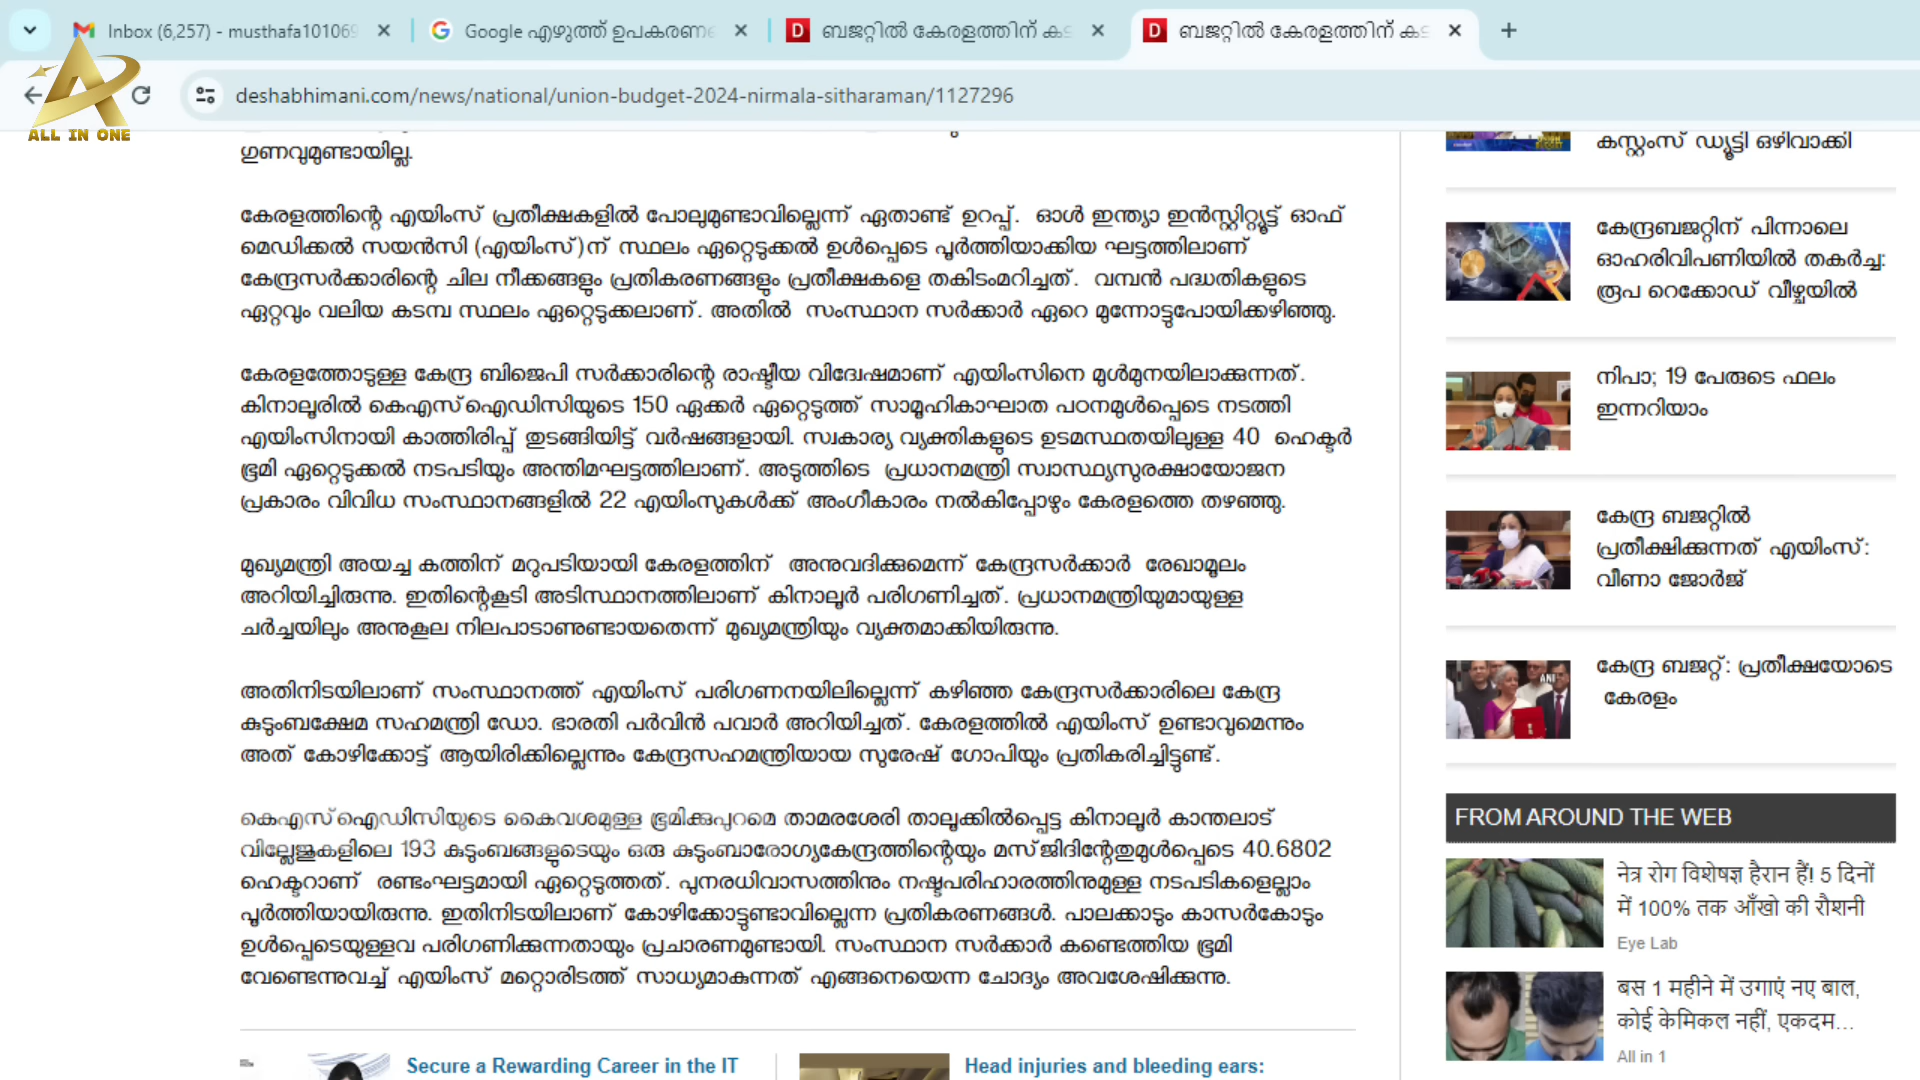 Inbox (6,257) - musthafa101069
Google എഴുത്ത് ഉപകരണ
ബജറ്റിൽ കേരളത്തിന് കട
ബജറ്റിൽ കേരളത്തിന് കട
deshabhimani.com/news/national/union-budget-2024-nirmala-sitharaman/1127296
ALL IN ONE
ഗുണവുമുണ്ടായില്ല.
കേരളത്തിന്റെ എയിംസ് പ്രതീക്ഷകളിൽ പോലുമുണ്ടാവില്ലെന്ന് ഏതാണ്ട് ഉറപ്പ്. ഓൾ ഇന്ത്യാ ഇൻസ്റ്റിറ്റ്യൂട്ട് ഓഫ്
മെഡിക്കൽ സയൻസി (എയിംസ്)ന് സ്ഥലം ഏറ്റെടുക്കൽ ഉൾപ്പെടെ പൂർത്തിയാക്കിയ ഘട്ടത്തിലാണ്
കേന്ദ്രസർക്കാരിന്റെ ചില നീക്കങ്ങളും പ്രതികരണങ്ങളും പ്രതീക്ഷകളെ തകിടംമറിച്ചത്. വമ്പൻ പദ്ധതികളുടെ
ഏറ്റവും വലിയ കടമ്പ സ്ഥലം ഏറ്റെടുക്കലാണ്. അതിൽ സംസ്ഥാന സർക്കാർ ഏറെ മുന്നോട്ടുപോയിക്കഴിഞ്ഞു.
കേരളത്തോടുള്ള കേന്ദ്ര ബിജെപി സർക്കാരിന്റെ രാഷ്ട്രീയ വിദ്വേഷമാണ് എയിംസിനെ മുൾമുനയിലാക്കുന്നത്.
കിനാലൂരിൽ കെഎസ്ഐഡിസിയുടെ 150 ഏക്കർ ഏറ്റെടുത്ത് സാമൂഹികാഘാത പഠനമുൾപ്പെടെ നടത്തി
എയിംസിനായി കാത്തിരിപ്പ് തുടങ്ങിയിട്ട് വർഷങ്ങളായി. സ്വകാര്യ വ്യക്തികളുടെ ഉടമസ്ഥതയിലുള്ള 40 ഹെക്ടർ
ഭൂമി ഏറ്റെടുക്കൽ നടപടിയും അന്തിമഘട്ടത്തിലാണ്. അടുത്തിടെ പ്രധാനമന്ത്രി സ്വാസ്ഥ്യസുരക്ഷായോജന
പ്രകാരം വിവിധ സംസ്ഥാനങ്ങളിൽ 22 എയിംസുകൾക്ക് അംഗീകാരം നൽകിപ്പോഴും കേരളത്തെ തഴഞ്ഞു.
മുഖ്യമന്ത്രി അയച്ച കത്തിന് മറുപടിയായി കേരളത്തിന് അനുവദിക്കുമെന്ന് കേന്ദ്രസർക്കാർ രേഖാമൂലം
അറിയിച്ചിരുന്നു. ഇതിന്റെകൂടി അടിസ്ഥാനത്തിലാണ് കിനാലൂർ പരിഗണിച്ചത്. പ്രധാനമന്ത്രിയുമായുള്ള
ചർച്ചയിലും അനുകൂല നിലപാടാണുണ്ടായതെന്ന് മുഖ്യമന്ത്രിയും വ്യക്തമാക്കിയിരുന്നു.
അതിനിടയിലാണ് സംസ്ഥാനത്ത് എയിംസ് പരിഗണനയിലില്ലെന്ന് കഴിഞ്ഞ കേന്ദ്രസർക്കാരിലെ കേന്ദ്ര
കുടുംബക്ഷേമ സഹമന്ത്രി ഡോ. ഭാരതി പർവിൻ പവാർ അറിയിച്ചത്. കേരളത്തിൽ എയിംസ് ഉണ്ടാവുമെന്നും
അത് കോഴിക്കോട്ട് ആയിരിക്കില്ലെന്നും കേന്ദ്രസഹമന്ത്രിയായ സുരേഷ് ഗോപിയും പ്രതികരിച്ചിട്ടുണ്ട്.
കെഎസ്ഐഡിസിയുടെ കൈവശമുള്ള ഭൂമിക്കുപുറമെ താമരശേരി താലൂക്കിൽപ്പെട്ട കിനാലൂർ കാന്തലാട്
വില്ലേജുകളിലെ 193 കുടുംബങ്ങളുടെയും ഒരു കുടുംബാരോഗ്യകേന്ദ്രത്തിന്റെയും മസ്ജിദിന്റേതുമുൾപ്പെടെ 40.6802
ഹെക്ടറാണ് രണ്ടംഘട്ടമായി ഏറ്റെടുത്തത്. പുനരധിവാസത്തിനും നഷ്ടപരിഹാരത്തിനുമുള്ള നടപടികളെല്ലാം
പൂർത്തിയായിരുന്നു. ഇതിനിടയിലാണ് കോഴിക്കോട്ടുണ്ടാവില്ലെന്ന പ്രതികരണങ്ങൾ. പാലക്കാടും കാസർകോടും
ഉൾപ്പെടെയുള്ളവ പരിഗണിക്കുന്നതായും പ്രചാരണമുണ്ടായി. സംസ്ഥാന സർക്കാർ കണ്ടെത്തിയ ഭൂമി
വേണ്ടെന്നുവച്ച് എയിംസ് മറ്റൊരിടത്ത് സാധ്യമാകുന്നത് എങ്ങനെയെന്ന ചോദ്യം അവശേഷിക്കുന്നു.
Secure a Rewarding Career in the IT
Head injuries and bleeding ears:
കസ്റ്റംസ് ഡ്യൂട്ടി ഒഴിവാക്കി
കേന്ദ്രബജറ്റിന് പിന്നാലെ
ഓഹരിവിപണിയിൽ തകർച്ച:
രൂപ റെക്കോഡ് വീഴ്ചയിൽ
നിപാ; 19 പേരുടെ ഫലം
ഇന്നറിയാം
കേന്ദ്ര ബജറ്റിൽ
പ്രതീക്ഷിക്കുന്നത് എയിംസ്:
വീണാ ജോർജ്
കേന്ദ്ര ബജറ്റ്: പ്രതീക്ഷയോടെ
കേരളം
ANI
FROM AROUND THE WEB
नेत्र रोग विशेषज्ञ हैरान हैं! 5 दिनों
में 100% तक आँखो की रौशनी
Eye Lab
बस 1 महीने में उगाएं नए बाल,
कोई केमिकल नहीं, एकदम...
All in 1